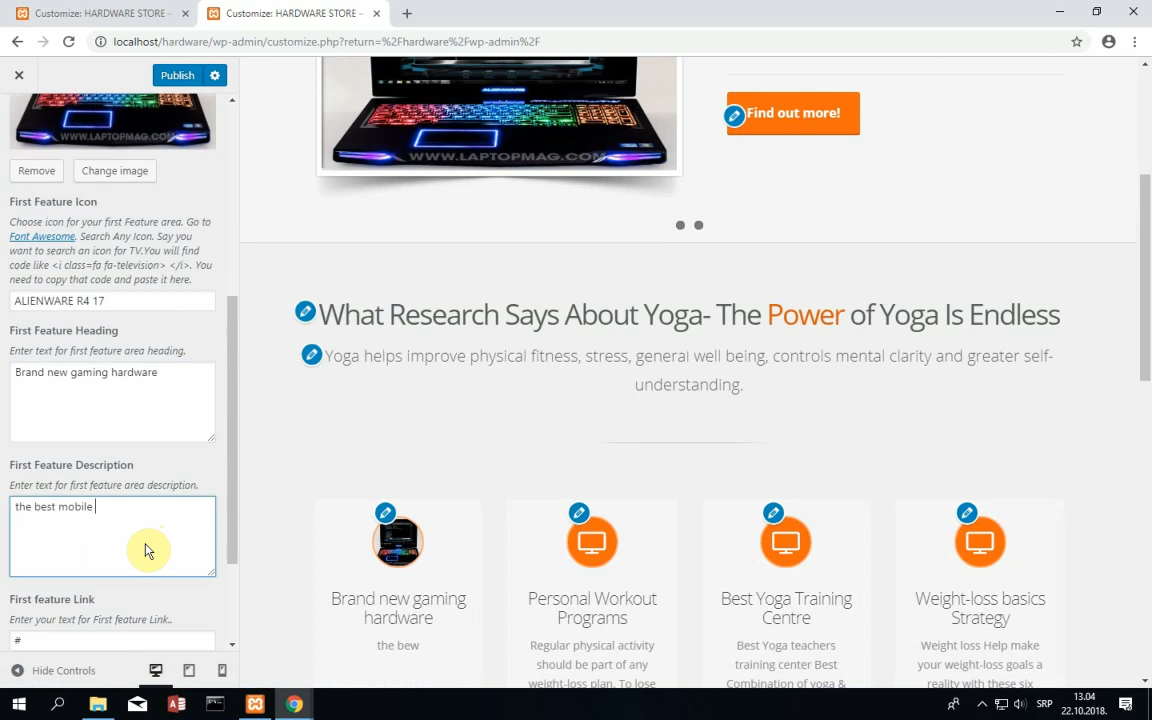 Customize: HARDWARE STORE –
Customize: HARDWARE STORE –
localhost/hardware/wp-admin/customize.php?return=%2Fhardware%2Fwp-admin%2F
Publish
WWW.LAPTOPMAG.COM
Remove
Change image
First Feature Icon
Choose icon for your first Feature area. Go to
Font Awesome. Search Any Icon. Say you
want to search an icon for TV.You will find
code like <i class=fa fa-television> </i>. You
need to copy that code and paste it here.
ALIENWARE R4 17
First Feature Heading
Enter text for first feature area heading.
Brand new gaming hardware
First Feature Description
Enter text for first feature area description.
the best mobile
First feature Link
Enter your text for First feature Link..
#
Hide Controls
ALIENWARE
WWW.LAPTOPMAG.COM
Find out more!
What Research Says About Yoga- The Power of Yoga Is Endless
Yoga helps improve physical fitness, stress, general well being, controls mental clarity and greater self-
understanding.
Brand new gaming
hardware
the bew
Personal Workout
Programs
Regular physical activity
should be part of any
weight-loss plan. To lose
Best Yoga Training
Centre
Best Yoga teachers
training center Best
Combination of yoga &
Weight-loss basics
Strategy
Weight loss Help make
your weight-loss goals a
reality with these six
SRP
13.04
22.10.2018.